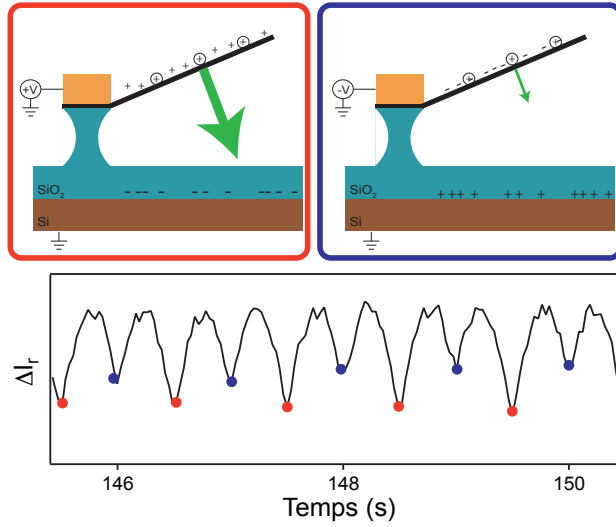 +V
SiO2
Si
-V
SiO2
Si
ΔIr
146
148
150
Temps (s)